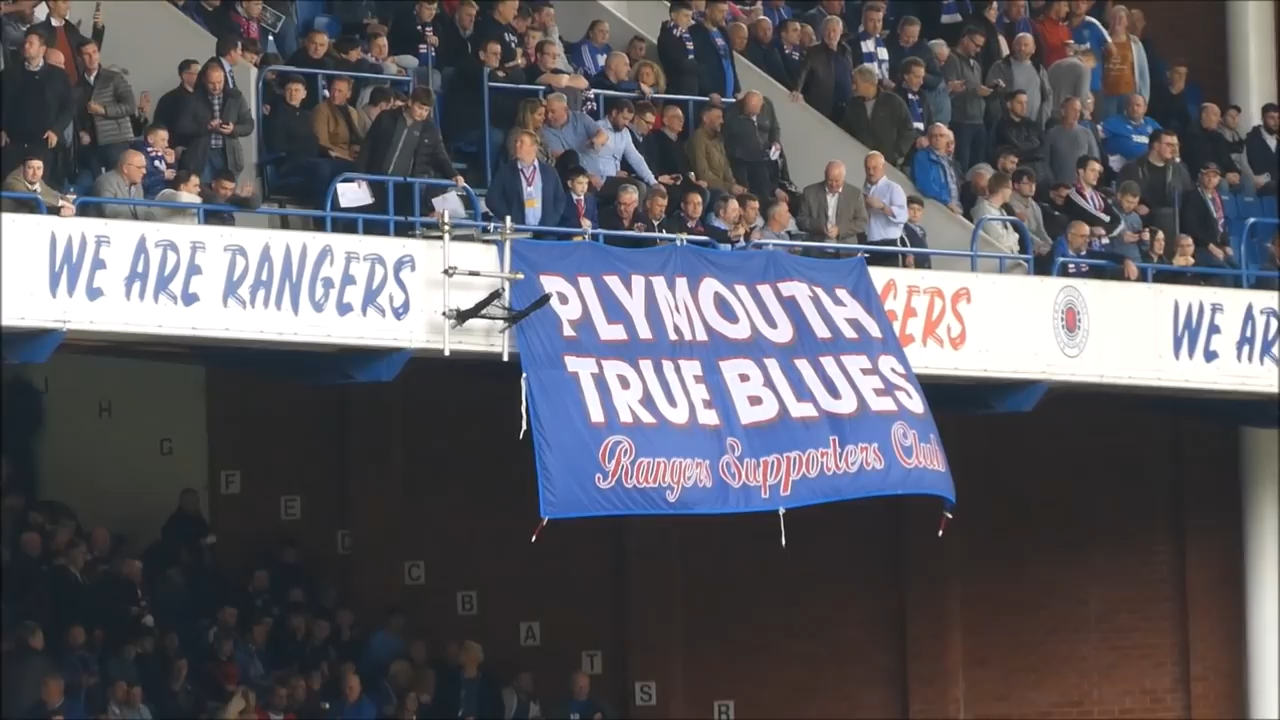 WE ARE RANGERS
GERS
WE AR
PLYMOUTH
TRUE BLUES
Rangers Supporters Club
H
G
F
E
D
C
B
A
T
S
R